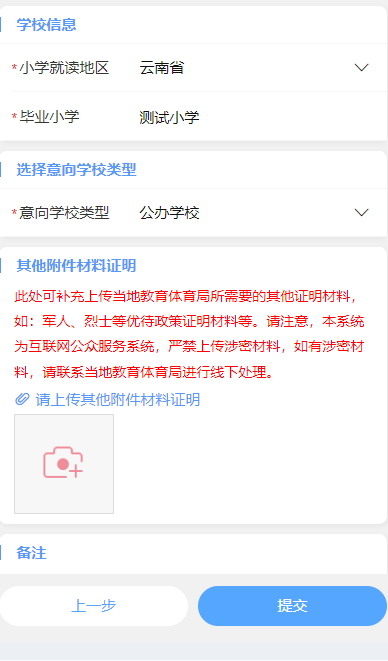 学校信息
*小学就读地区 云南省
*毕业小学 测试小学
选择意向学校类型
*意向学校类型 公办学校
其他附件材料证明
此处可补充上传当地教育体育局所需要的其他证明材料，
如：军人、烈士等优待政策证明材料等。请注意，本系统
为互联网公众服务系统，严禁上传涉密材料，如有涉密材
料，请联系当地教育体育局进行线下处理。
请上传其他附件材料证明
备注
上一步 提交